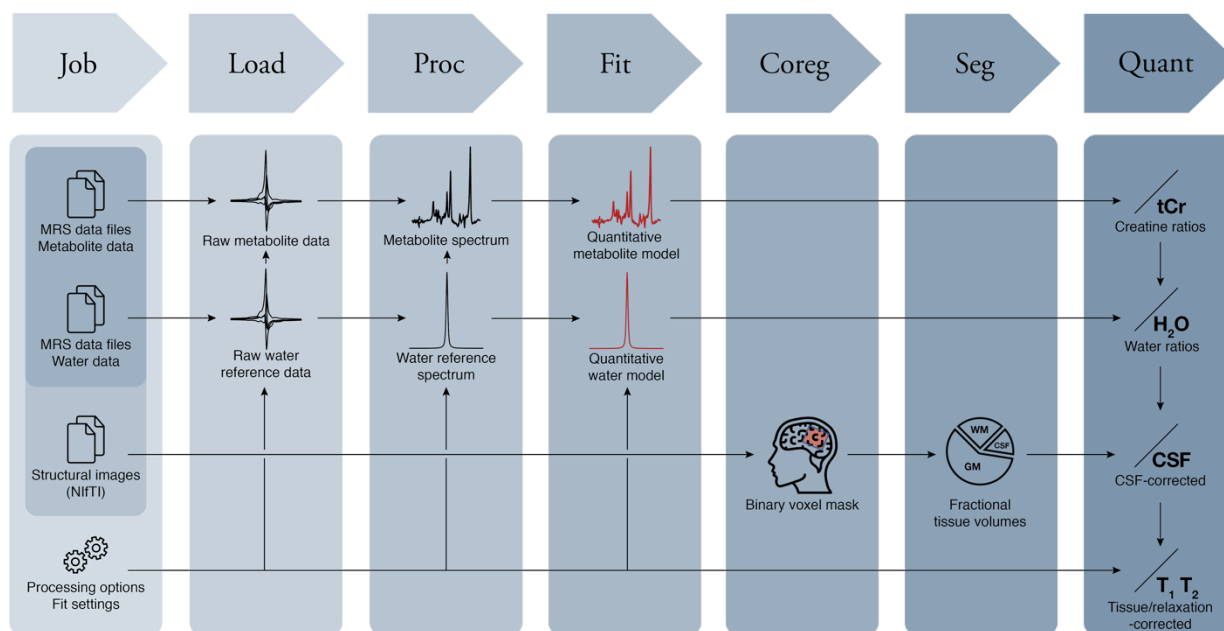 Job
Load
Proc
Fit
Coreg
Seg
Quant
MRS data files
Metabolite data
Raw metabolite data
Metabolite spectrum
Quantitative
metabolite model
tCr
Creatine ratios
MRS data files
Water data
Raw water
reference data
Water reference
spectrum
Quantitative
water model
H₂O
Water ratios
Structural images
(NIfTI)
Binary voxel mask
WM
CSF
GM
Fractional
tissue volumes
CSF
CSF-corrected
Processing options
Fit settings
T₁ T₂
Tissue/relaxation
-corrected